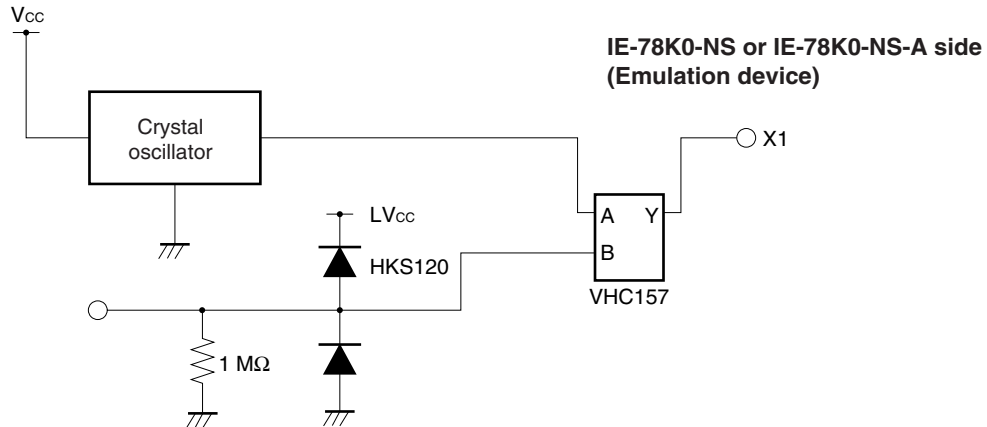 Vcc
IE-78K0-NS or IE-78K0-NS-A side
(Emulation device)
Crystal
oscillator
X1
LVcc
A Y
HKS120
B
VHC157
1 MΩ